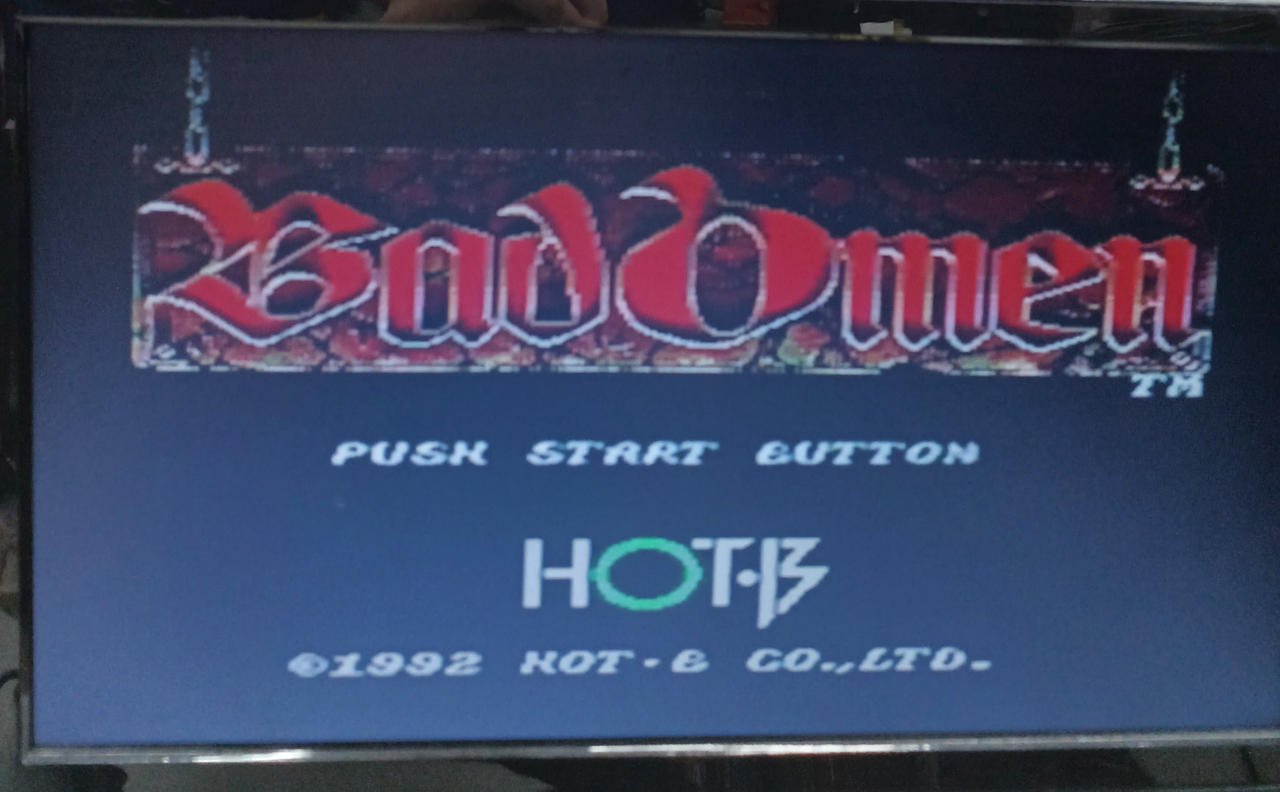 Bad Omen
TM
PUSH START BUTTON
HOT·B
©1992 HOT·B CO.,LTD.